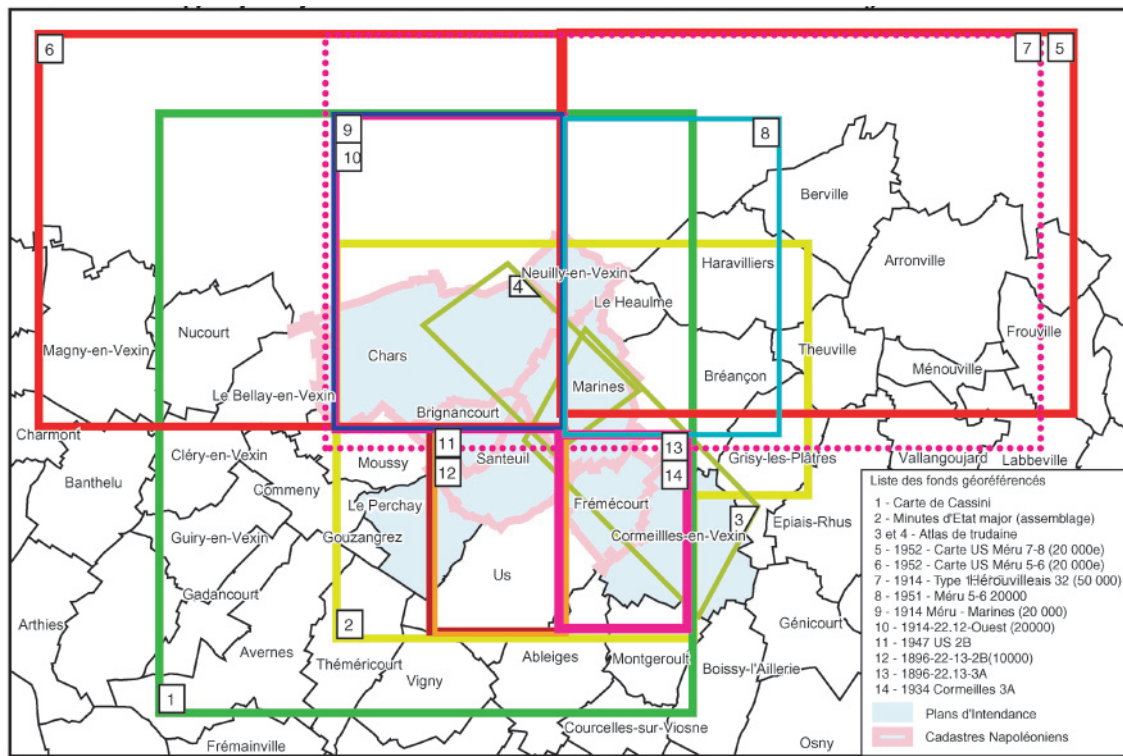 6
7
5
9
10
8
Berville
Neuilly-en-Vexin
Haravilliers
Arronville
4
Le Heaulme
Nucourt
Frouville
Magny-en-Vexin
Chars
Theuville
Ménouville
Marines
Bréançon
Le Bellay-en-Vexin
Brignancourt
Charmont
11
13
Cléry-en-Vexin
Moussy
Santeuil
Grisy-les-Plâtres
Vallangoujard
Labbeville
12
14
Banthelu
Commeny
Le Perchay
Frémécourt
3
Epiais-Rhus
Guiry-en-Vexin
Gouzangrez
Cormeillles-en-Vexin
Us
Gadancourt
Arthies
2
Génicourt
Avernes
Théméricourt
Ableiges
Montgeroult
Boissy-l'Aillerie
Vigny
1
Courcelles-sur-Viosne
Frémainville
Osny
Liste des fonds géoréférencés
1 - Carte de Cassini
2 - Minutes d'Etat major (assemblage)
3 et 4 - Atlas de trudaine
5 - 1952 - Carte US Méru 7-8 (20 000e)
6 - 1952 - Carte US Méru 5-6 (20 000e)
7 - 1914 - Type 1Hérouvilleais 32 (50 000)
8 - 1951 - Méru 5-6 20000
9 - 1914 Méru - Marines (20 000)
10 - 1914-22.12-Ouest (20000)
11 - 1947 US 2B
12 - 1896-22-13-2B(10000)
13 - 1896-22.13-3A
14 - 1934 Cormeilles 3A
Plans d'Intendance
Cadastres Napoléoniens